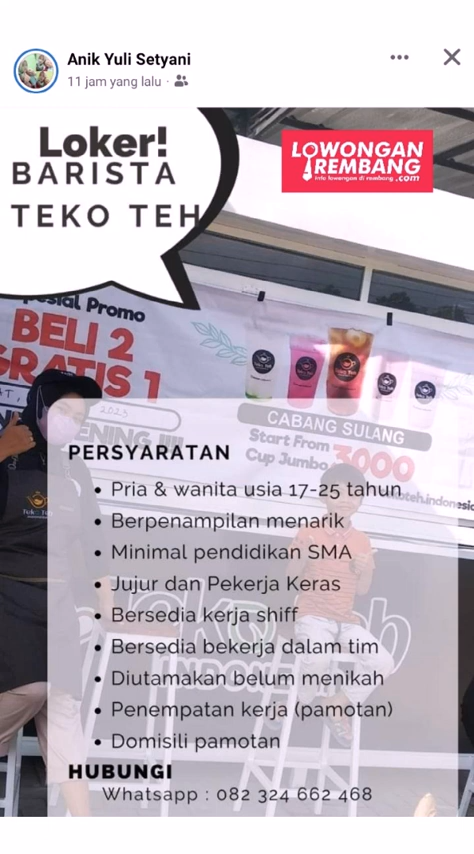 Anik Yuli Setyani
11 jam yang lalu
Loker!
BARISTA
TEKO TEH
LOWONGAN
REMBANG
info lowongan di rembang .com
Promo
BELI 2
GRATIS 1
2023
CABANG SULANG
Start From
Cup Jumbo 3000
PERSYARATAN
• Pria & wanita usia 17-25 tahun
• Berpenampilan menarik
• Minimal pendidikan SMA
• Jujur dan Pekerja Keras
• Bersedia kerja shiff
• Bersedia bekerja dalam tim
• Diutamakan belum menikah
• Penempatan kerja (pamotan)
• Domisili pamotan
HUBUNGI
Whatsapp : 082 324 662 468